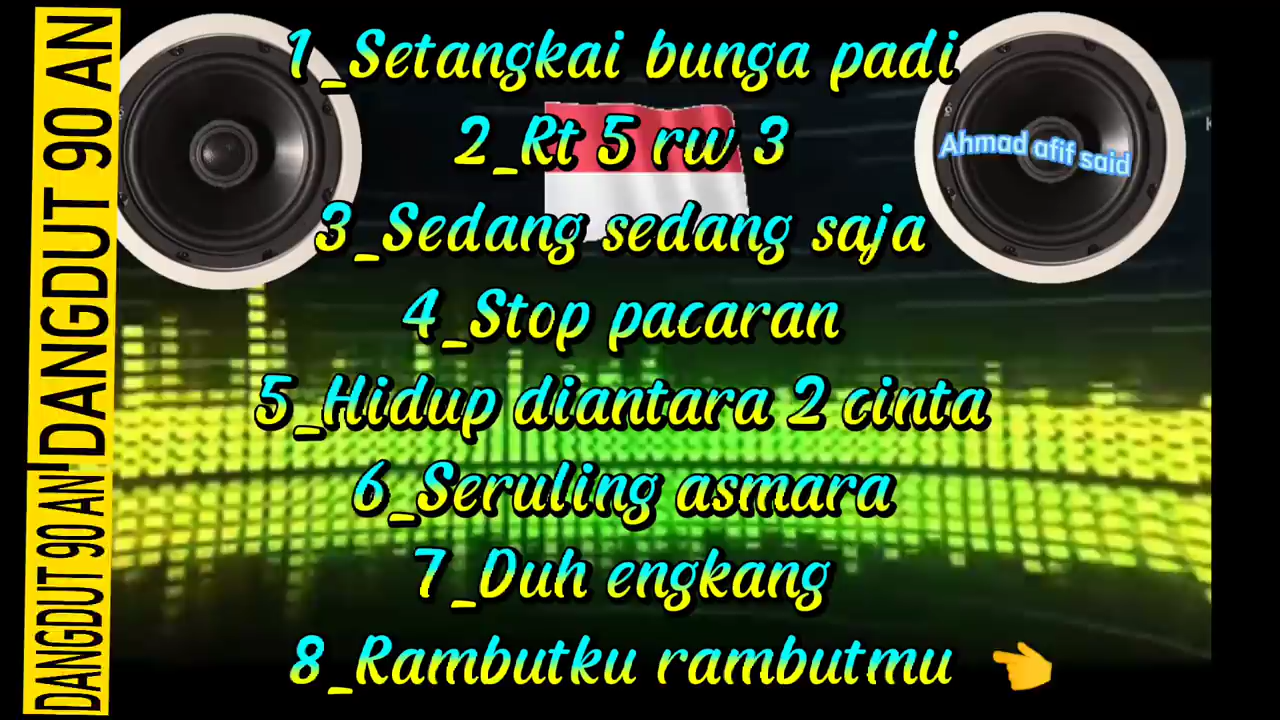 DANGDUT 90 AN
DANGDUT 90 AN'
1_Setangkai bunga padi
2_Rt 5 rw 3
3_Sedang sedang saja
4_Stop pacaran
5_Hidup diantara 2 cinta
6_Seruling asmara
7_Duh engkang
8_Rambutku rambutmu
Ahmad afif said